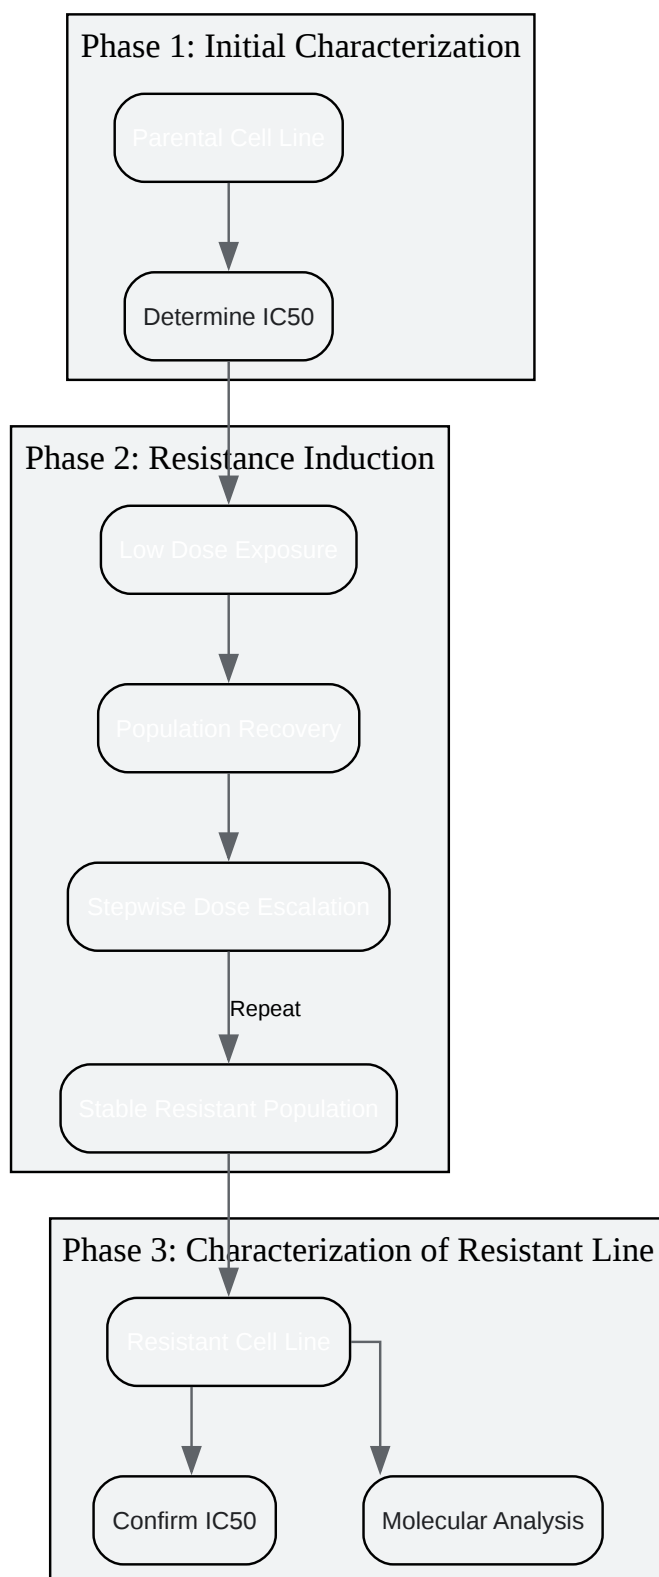 Phase 1: Initial Characterization
Parental Cell Line
Determine IC50
Phase 2: Resistance Induction
Low Dose Exposure
Population Recovery
Stepwise Dose Escalation
Repeat
Stable Resistant Population
Phase 3: Characterization of Resistant Line
Resistant Cell Line
Confirm IC50
Molecular Analysis